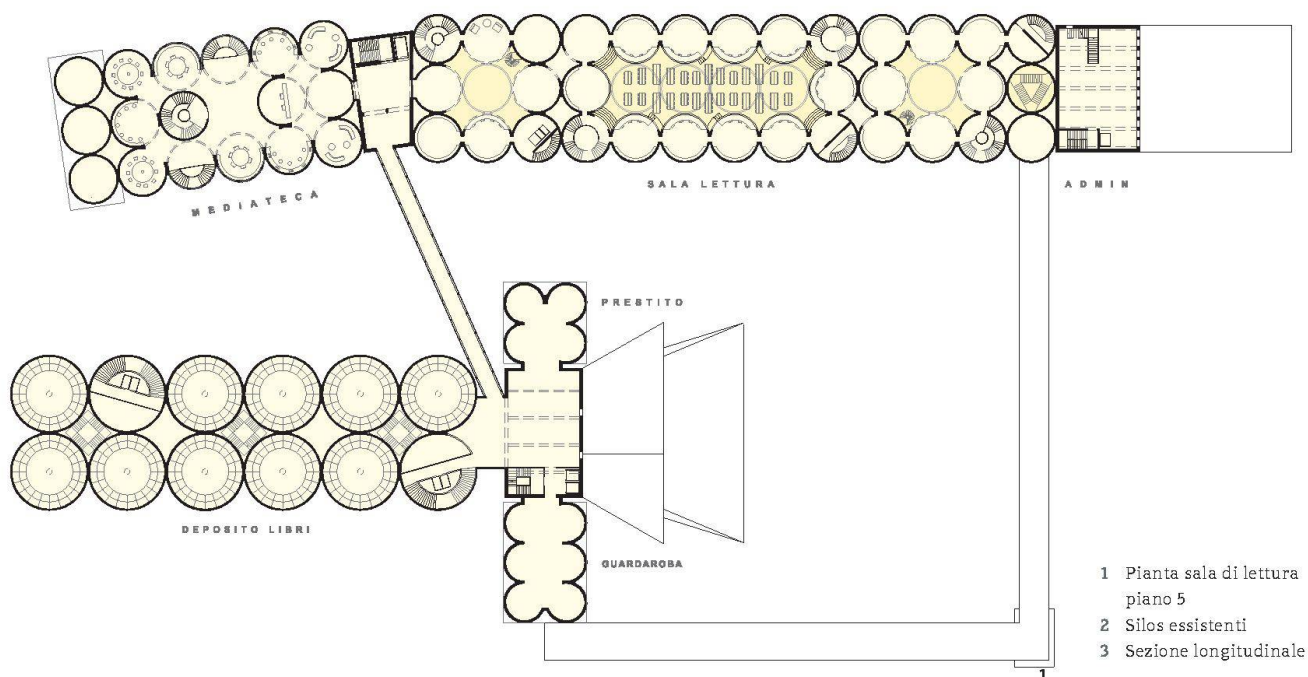 MEDIATECA
SALA LETTURA
ADMIN
PRESTITO
DEPOSITO LIBRI
GUARDAROBA
1 Pianta sala di lettura
piano 5
2 Silos essistenti
3 Sezione longitudinale
1